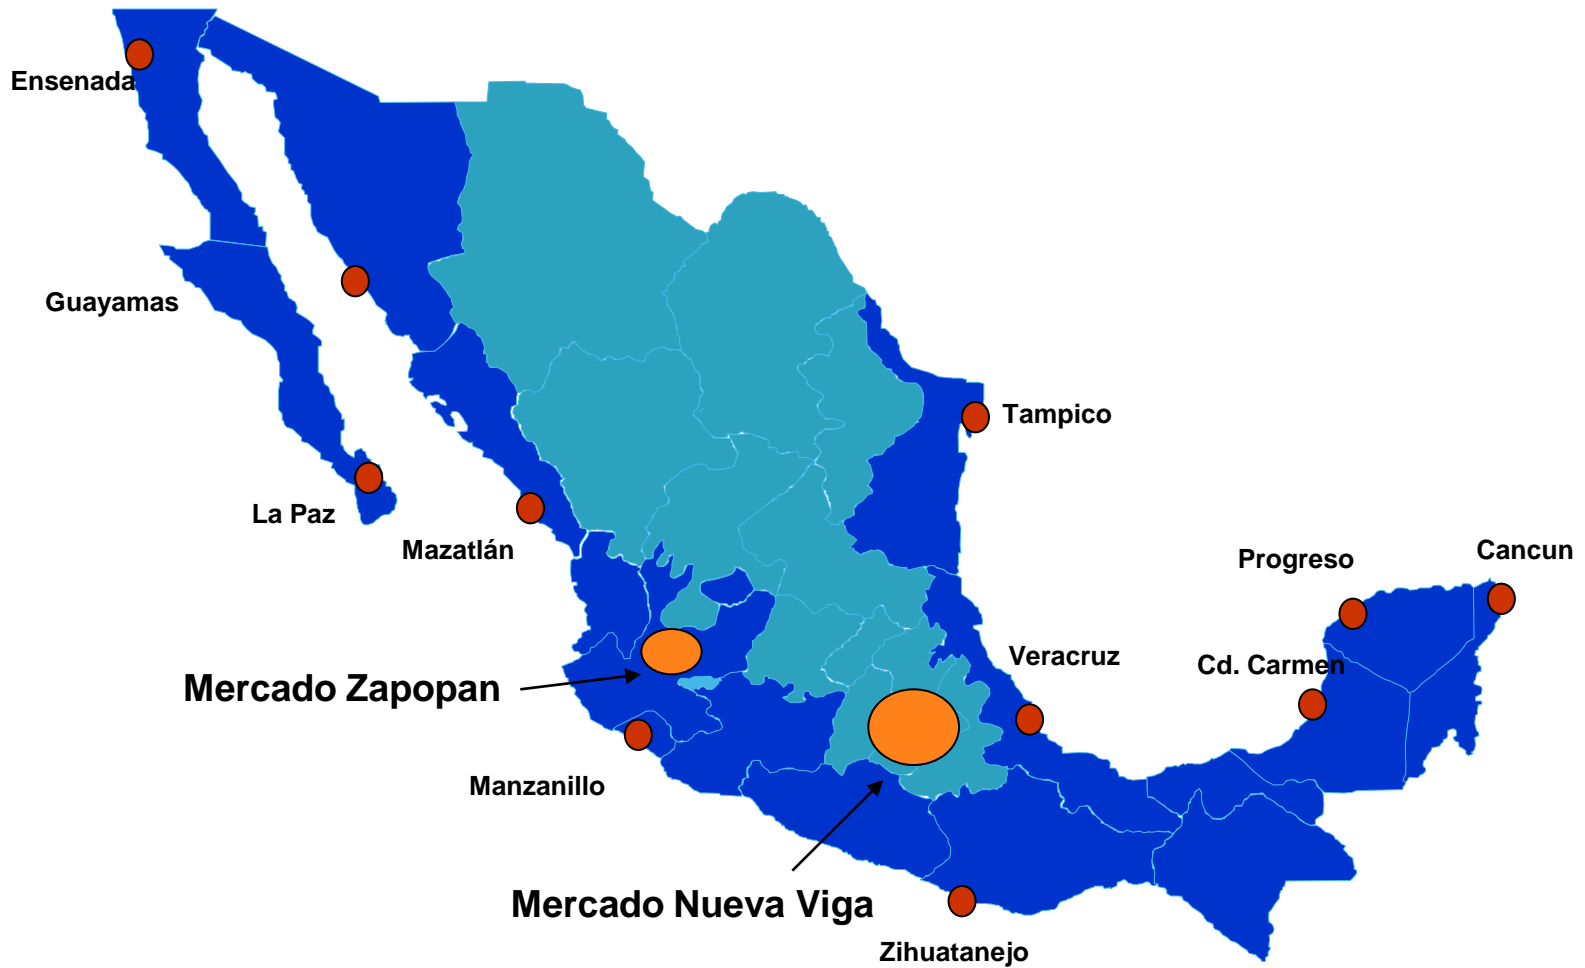 Ensenada
Guayamas
Tampico
La Paz
Mazatlán
Progreso
Cancun
Veracruz
Cd. Carmen
Mercado Zapopan
Manzanillo
Mercado Nueva Viga
Zihuatanejo